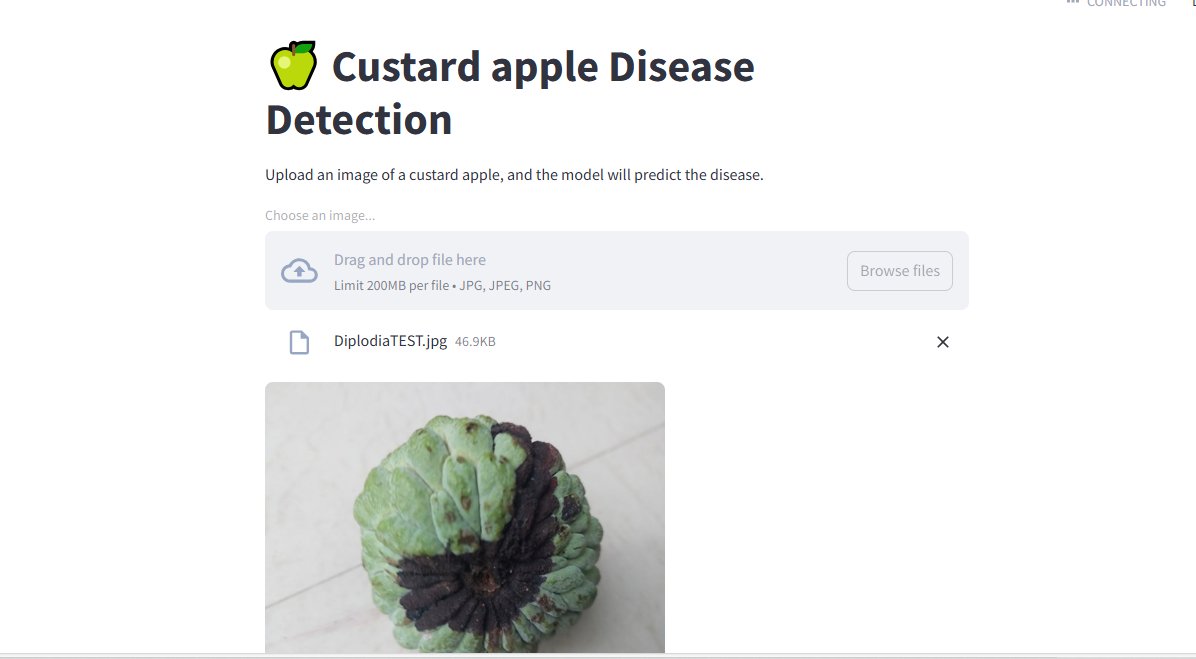 CONNECTING
Custard apple Disease
Detection
Upload an image of a custard apple, and the model will predict the disease.
Choose an image...
Drag and drop file here
Limit 200MB per file • JPG, JPEG, PNG
Browse files
DiplodiaTEST.jpg 46.9KB